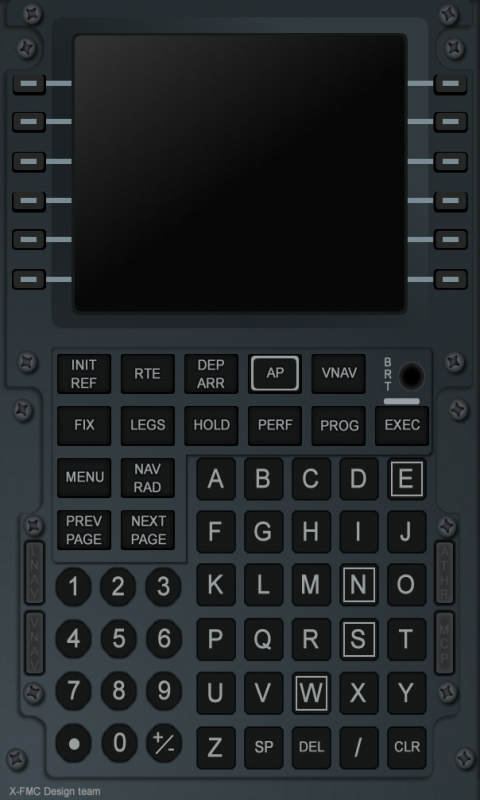 INIT REF
RTE
DEP ARR
AP
VNAV
BRT
FIX
LEGS
HOLD
PERF
PROG
EXEC
MENU
NAV RAD
A B C D E
PREV PAGE
NEXT PAGE
F G H I J
LNAV
ATHR
1 2 3
K L M N O
VNAV
MCP
4 5 6
P Q R S T
7 8 9
U V W X Y
. 0 +/-
Z SP DEL / CLR
X-FMC Design team